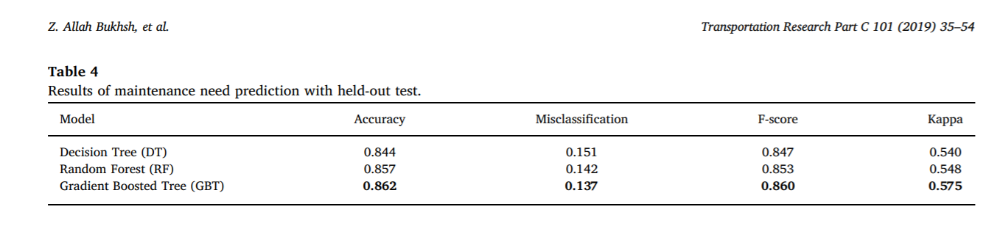 Z. Allah Bukhsh, et al. Transportation Research Part C 101 (2019) 35–54
Table 4
Results of maintenance need prediction with held-out test.
Model Accuracy Misclassification F-score Kappa
Decision Tree (DT) 0.844 0.151 0.847 0.540
Random Forest (RF) 0.857 0.142 0.853 0.548
Gradient Boosted Tree (GBT) 0.862 0.137 0.860 0.575